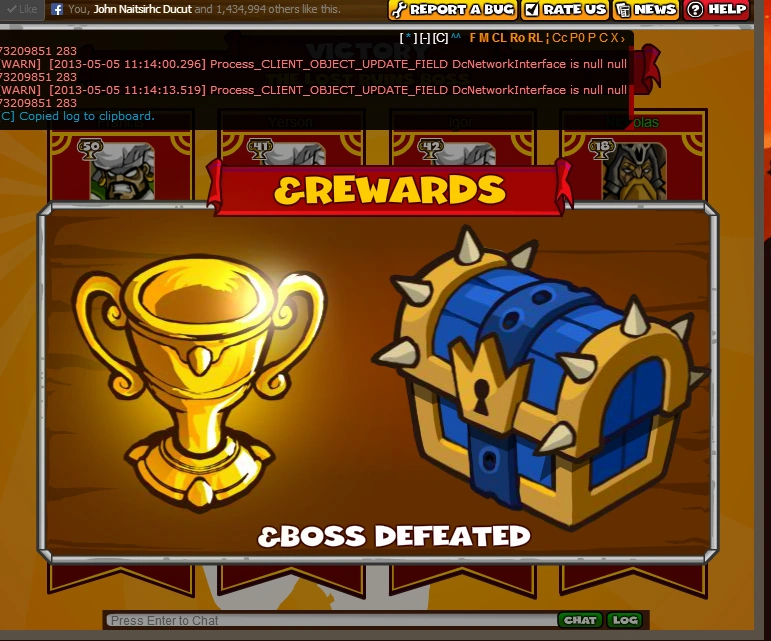 Like You, John Naitsirhc Ducut and 1,434,994 others like this.
REPORT A BUG RATE US NEWS HELP
[ * ] [-] [C] ^^ F M CL Ro RL ¦ Cc P0 P C X ›
VICTORY
73209851 283
[WARN] [2013-05-05 11:14:00.296] Process_CLIENT_OBJECT_UPDATE_FIELD DcNetworkInterface is null null
73209851 283
[WARN] [2013-05-05 11:14:13.519] Process_CLIENT_OBJECT_UPDATE_FIELD DcNetworkInterface is null null
73209851 283
[C] Copied log to clipboard.
50 41 42 18
&REWARDS
&BOSS DEFEATED
Press Enter to Chat CHAT LOG